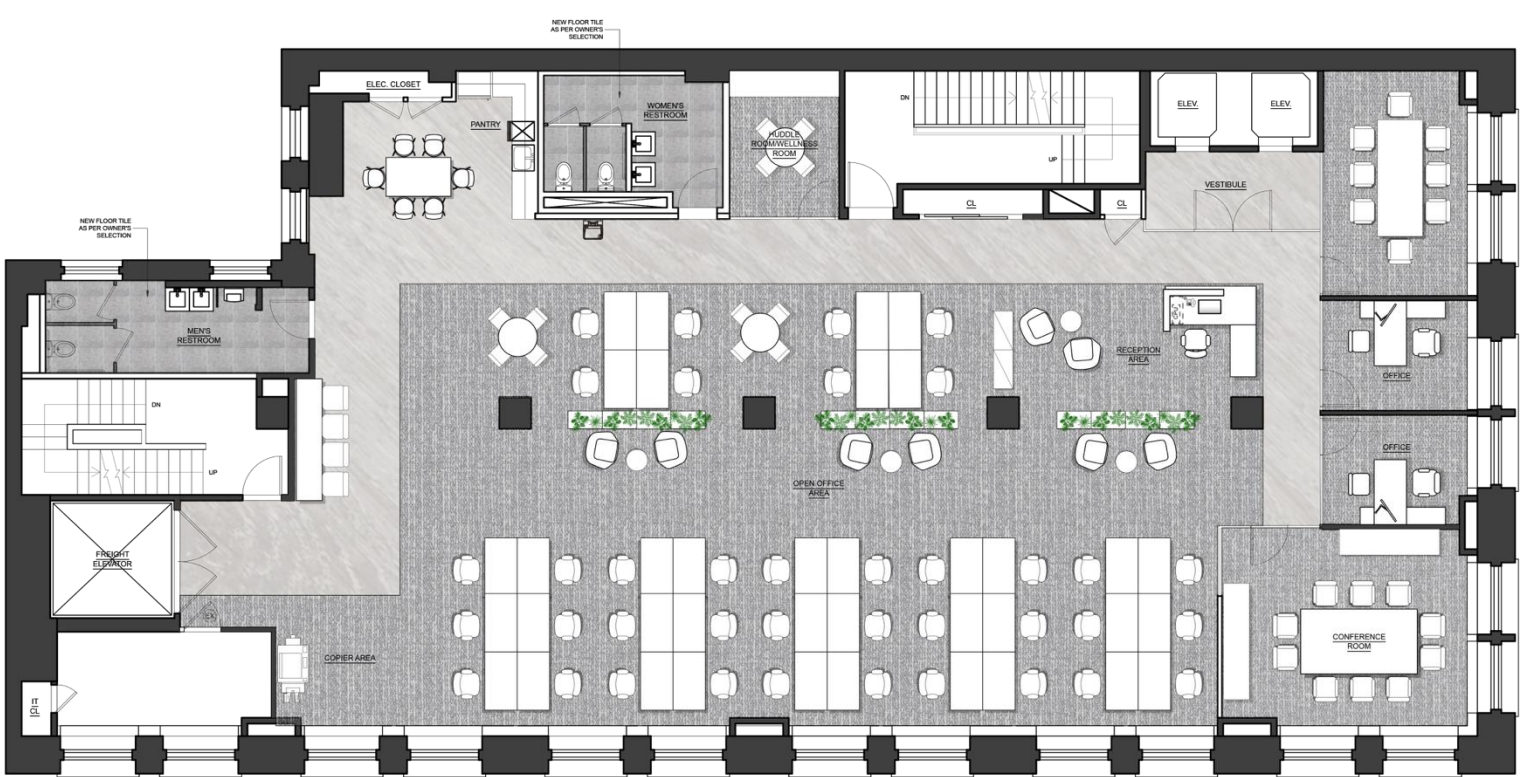 NEW FLOOR TILE
AS PER OWNER'S
SELECTION
ELEC. CLOSET
PANTRY
WOMEN'S
RESTROOM
HUDDLE
ROOM/WELLNESS
ROOM
DN
UP
ELEV.
ELEV.
VESTIBULE
CL
CL
NEW FLOOR TILE
AS PER OWNER'S
SELECTION
MEN'S
RESTROOM
DN
UP
RECEPTION
AREA
OFFICE
OFFICE
OPEN OFFICE
AREA
FREIGHT
ELEVATOR
COPIER AREA
CONFERENCE
ROOM
IT
CL